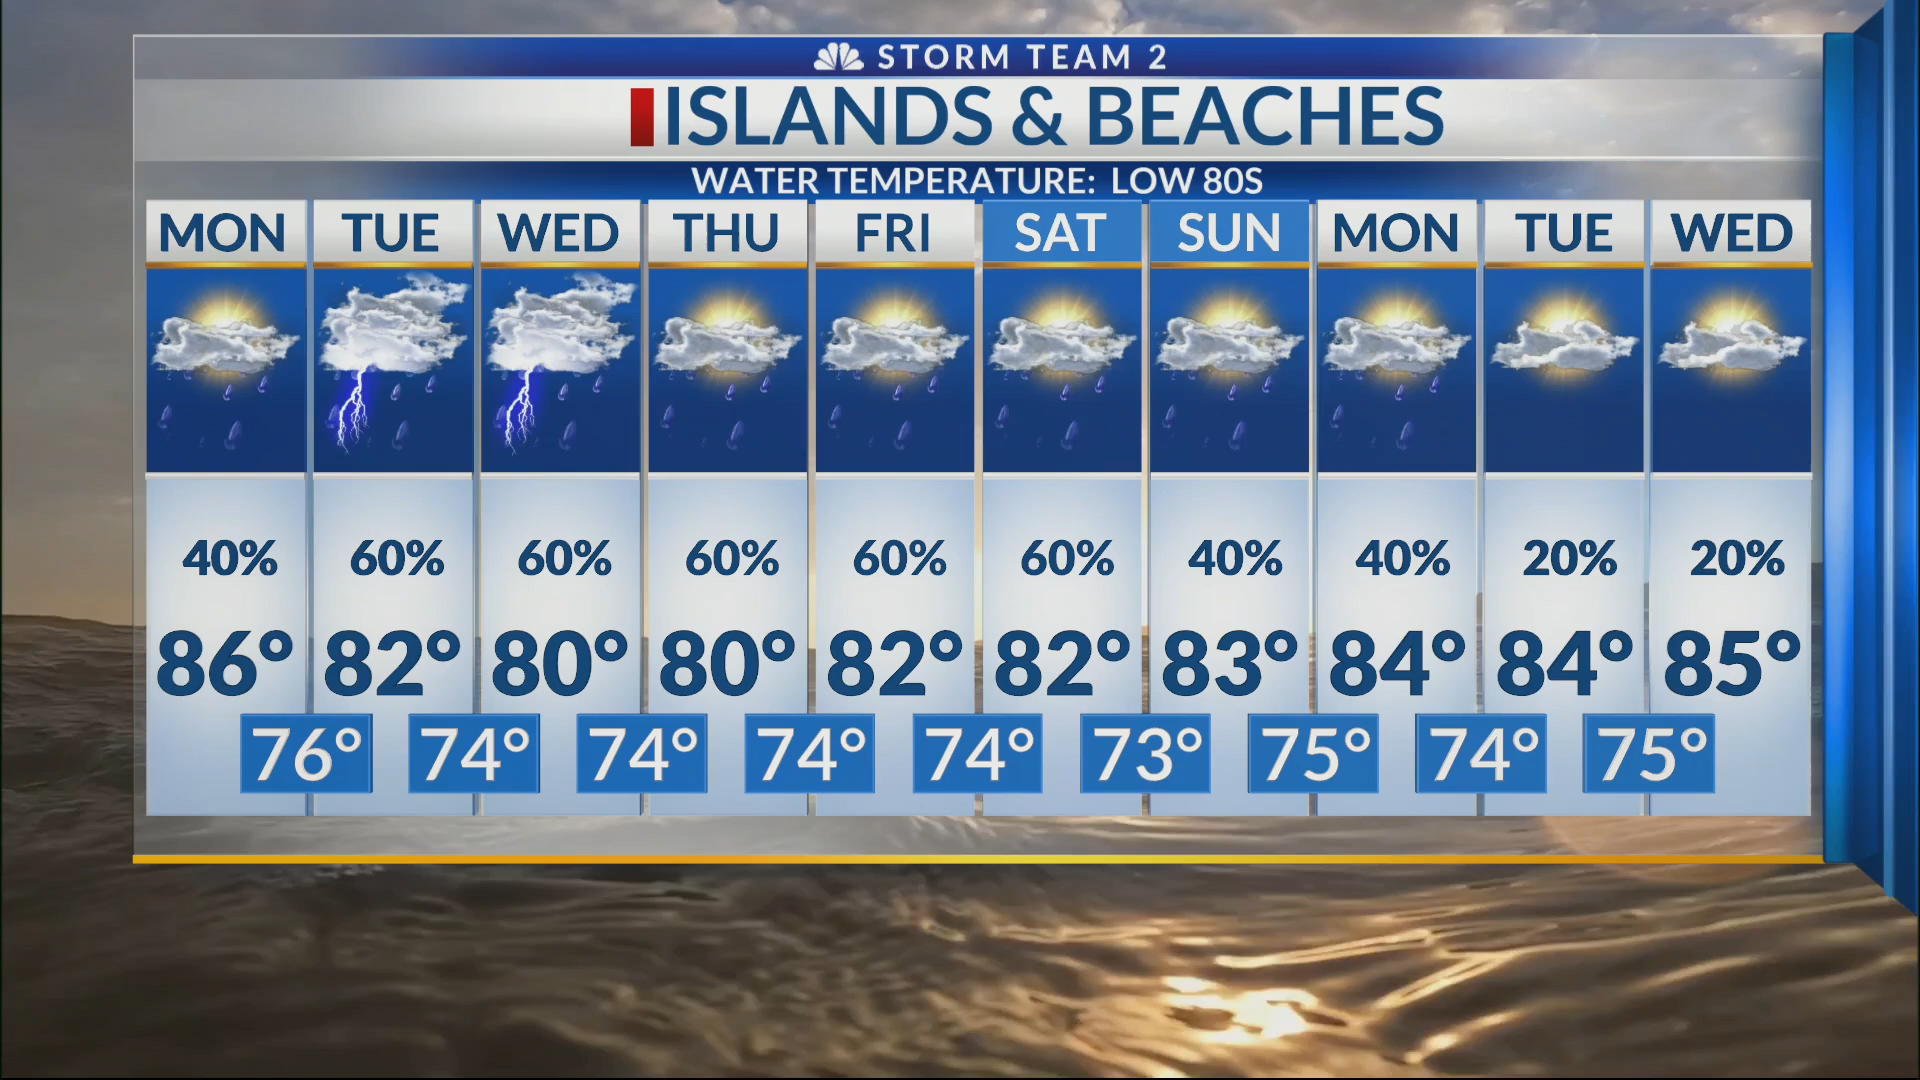 STORM TEAM 2
ISLANDS & BEACHES
WATER TEMPERATURE: LOW 80S
MON TUE WED THU FRI SAT SUN MON TUE WED
40% 60% 60% 60% 60% 60% 40% 40% 20% 20%
86° 82° 80° 80° 82° 82° 83° 84° 84° 85°
76° 74° 74° 74° 74° 73° 75° 74° 75°